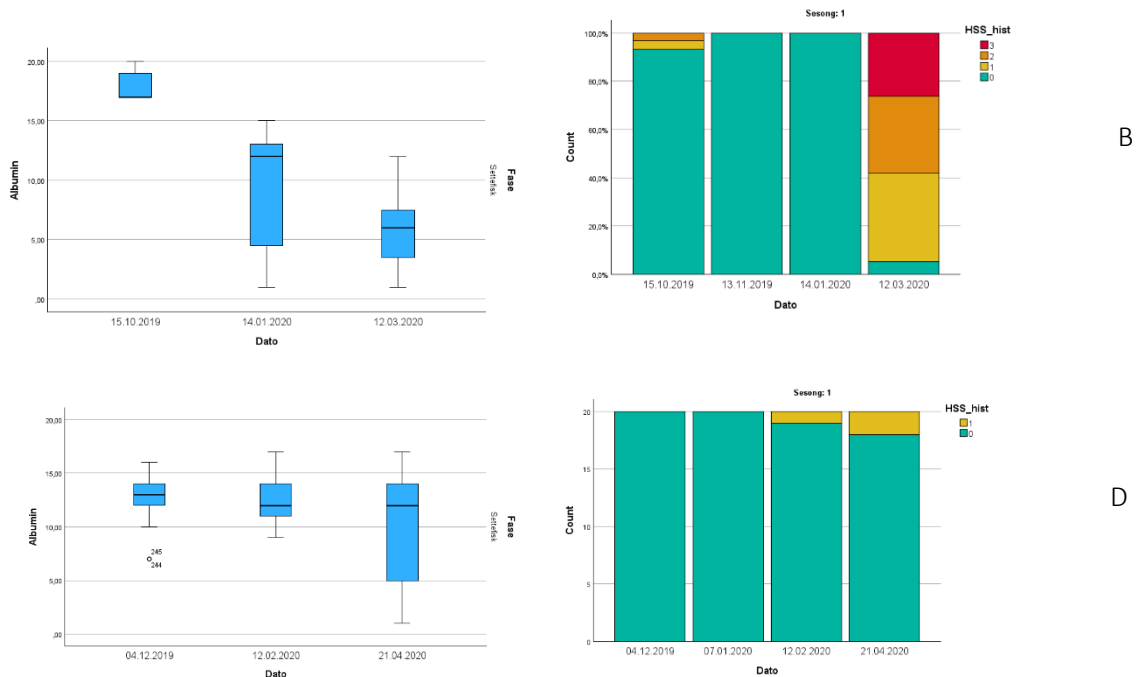 20,00
15,00
10,00
5,00
,00
Albumin
15.10.2019 14.01.2020 12.03.2020
Dato
Fase
Settefisk
Sesong: 1
100,0%
80,0%
60,0%
40,0%
20,0%
0,0%
Count
15.10.2019 13.11.2019 14.01.2020 12.03.2020
Dato
HSS_hist
3
2
1
0
B
20,00
15,00
10,00
5,00
,00
Albumin
245
244
04.12.2019 12.02.2020 21.04.2020
Dato
Fase
Settefisk
Sesong: 1
20
15
10
5
0
Count
04.12.2019 07.01.2020 12.02.2020 21.04.2020
Dato
HSS_hist
1
0
D